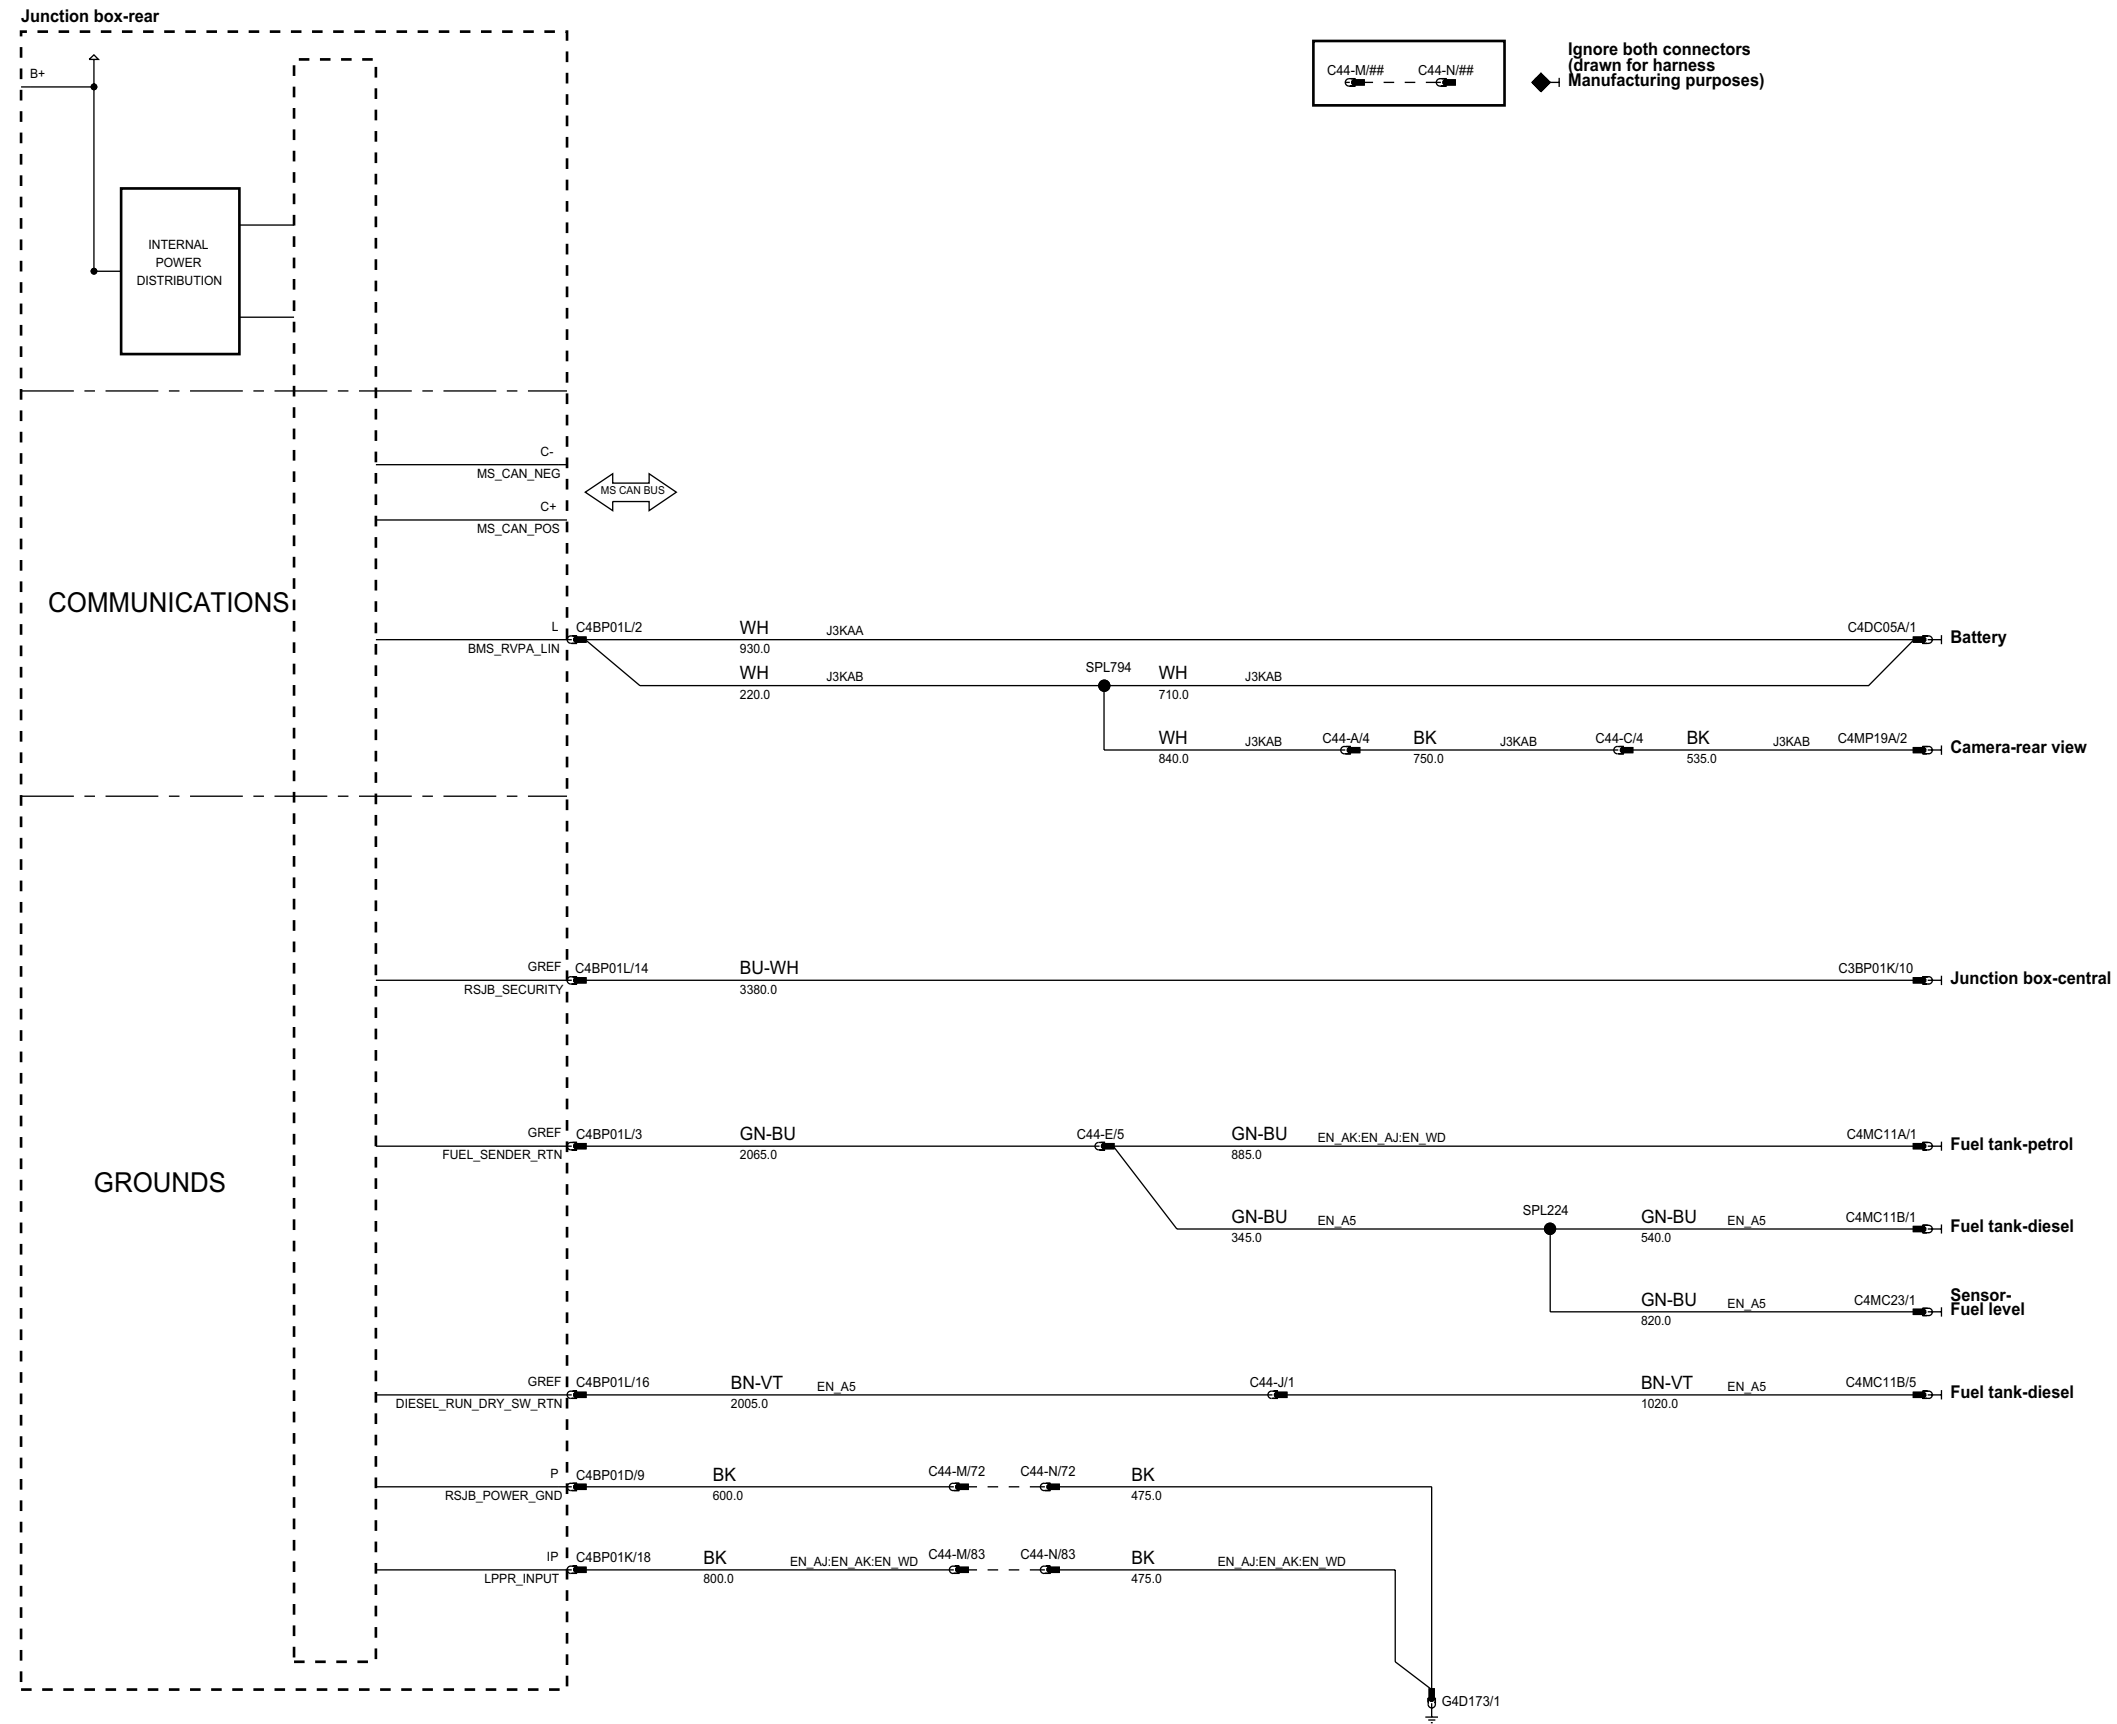 Junction box-rear
B+
C44-M/## C44-N/##
Ignore both connectors
(drawn for harness
Manufacturing purposes)
INTERNAL
POWER
DISTRIBUTION
C-
MS_CAN_NEG
MS CAN BUS
C+
MS_CAN_POS
COMMUNICATIONS
L C4BP01L/2 WH J3KAA C4DC05A/1 Battery
BMS_RVPA_LIN 930.0
WH J3KAB SPL794 WH J3KAB
220.0 710.0
WH J3KAB C44-A/4 BK J3KAB C44-C/4 BK J3KAB C4MP19A/2 Camera-rear view
840.0 750.0 535.0
GREF C4BP01L/14 BU-WH C3BP01K/10 Junction box-central
RSJB_SECURITY 3380.0
GREF C4BP01L/3 GN-BU C44-E/5 GN-BU EN_AK:EN_AJ:EN_WD C4MC11A/1 Fuel tank-petrol
FUEL_SENDER_RTN 2065.0 885.0
GROUNDS
GN-BU EN_A5 SPL224 GN-BU EN_A5 C4MC11B/1 Fuel tank-diesel
345.0 540.0
GN-BU EN_A5 C4MC23/1 Sensor-
Fuel level
820.0
GREF C4BP01L/16 BN-VT EN_A5 C44-J/1 BN-VT EN_A5 C4MC11B/5 Fuel tank-diesel
DIESEL_RUN_DRY_SW_RTN 2005.0 1020.0
P C4BP01D/9 BK C44-M/72 C44-N/72 BK
RSJB_POWER_GND 600.0 475.0
IP C4BP01K/18 BK EN_AJ:EN_AK:EN_WD C44-M/83 C44-N/83 BK EN_AJ:EN_AK:EN_WD
LPPR_INPUT 800.0 475.0
G4D173/1